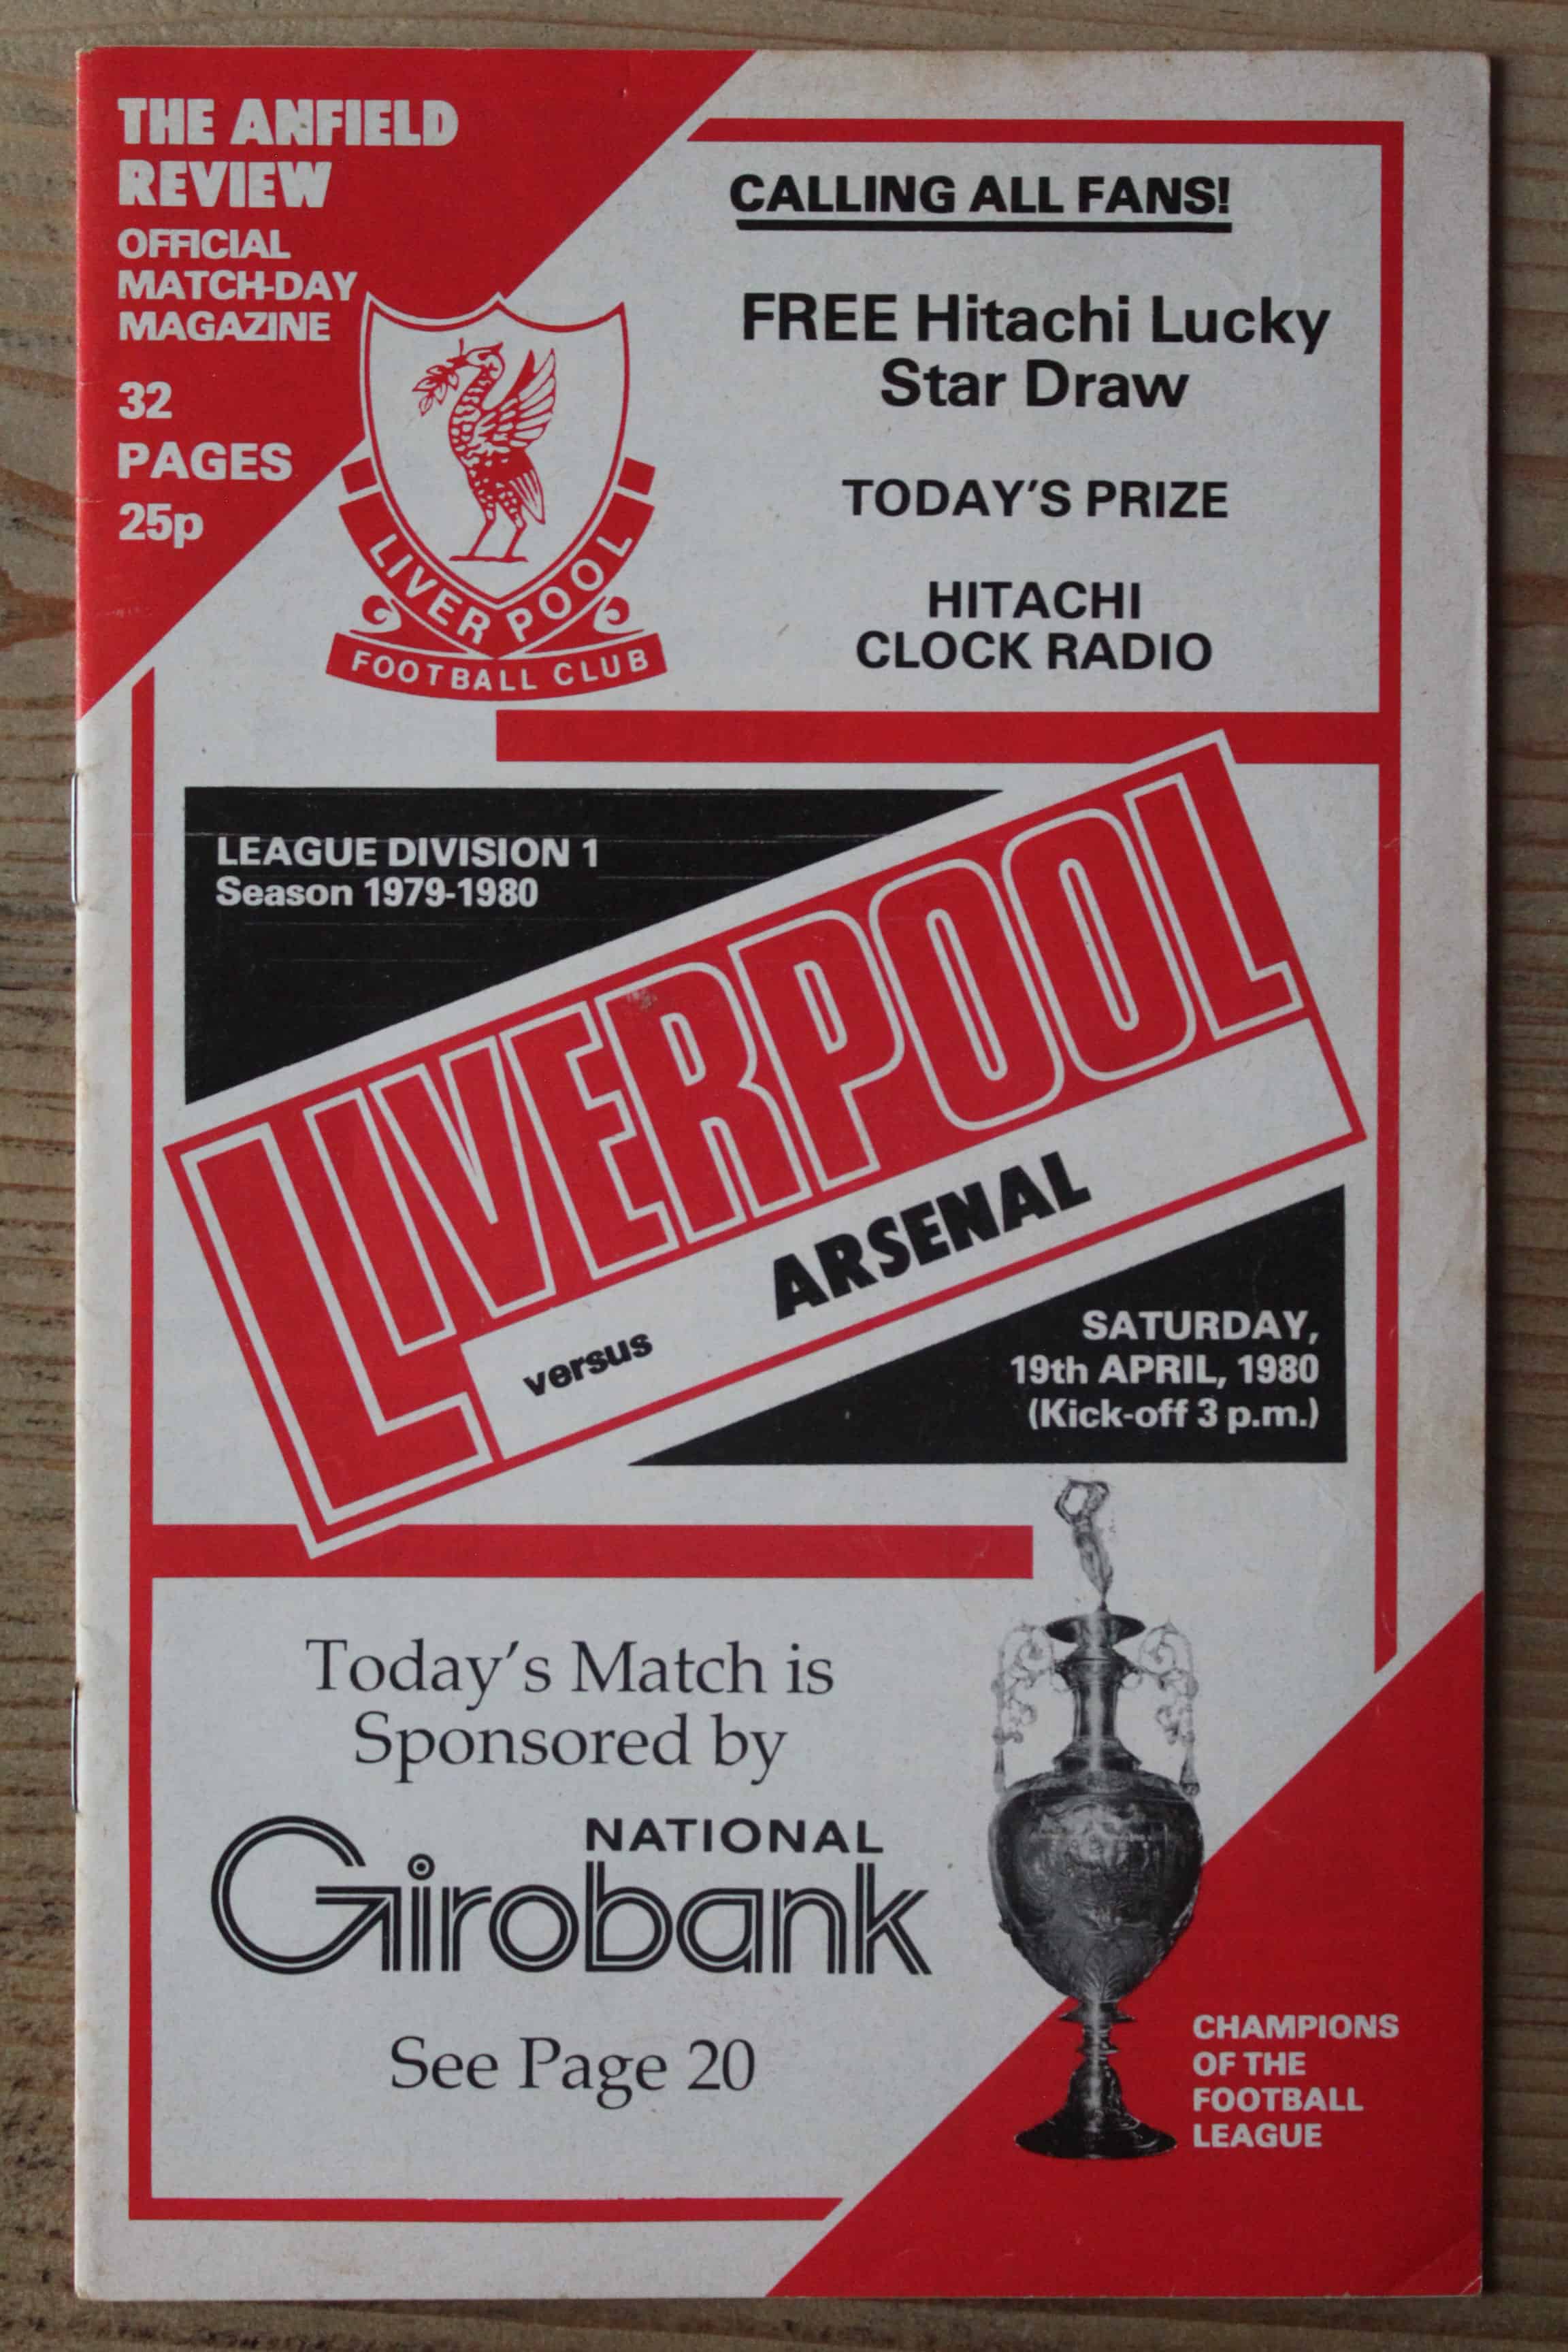 THE ANFIELD
REVIEW
OFFICIAL
MATCH-DAY
MAGAZINE
32
PAGES
25p
LIVERPOOL
FOOTBALL CLUB
CALLING ALL FANS!
FREE Hitachi Lucky
Star Draw
TODAY'S PRIZE
HITACHI
CLOCK RADIO
LEAGUE DIVISION 1
Season 1979-1980
LIVERPOOL
versus ARSENAL
SATURDAY,
19th APRIL, 1980
(Kick-off 3 p.m.)
Today's Match is
Sponsored by
NATIONAL
Girobank
See Page 20
CHAMPIONS
OF THE
FOOTBALL
LEAGUE